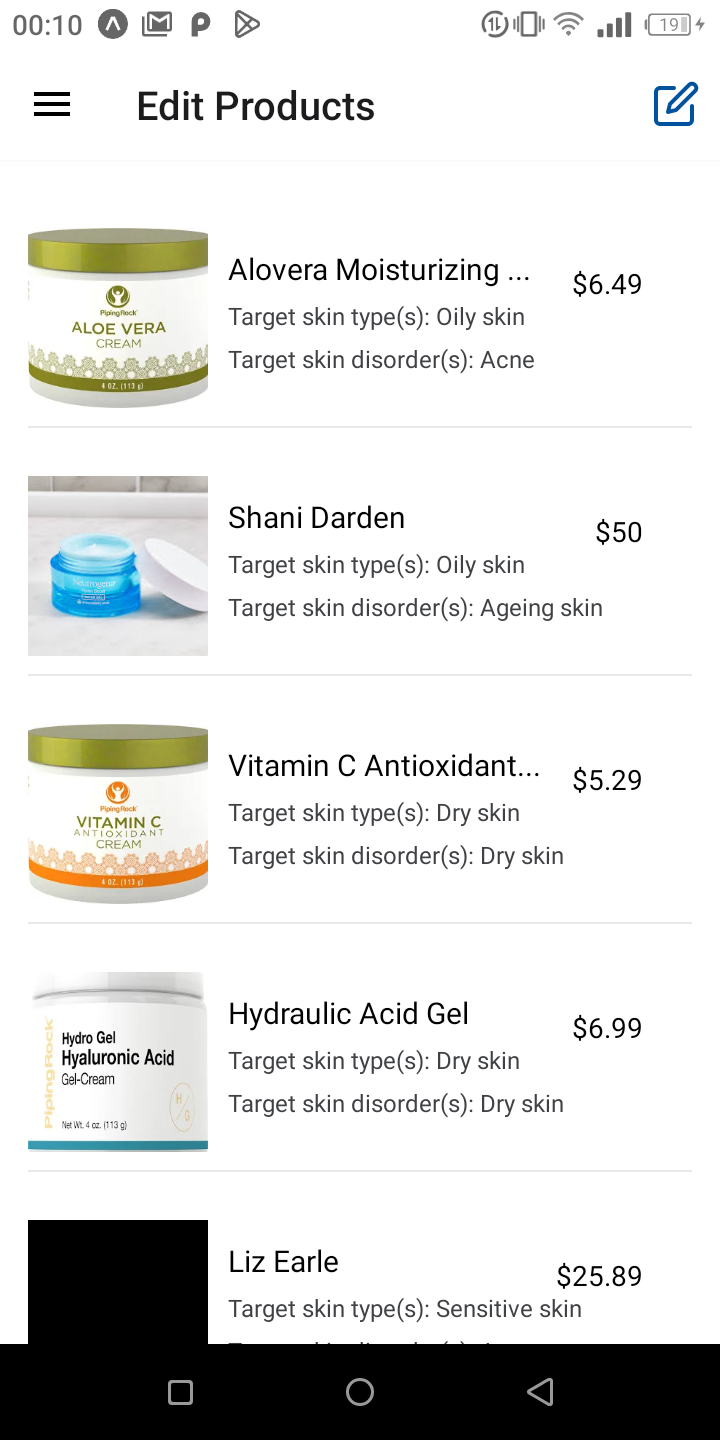 00:10
19
Edit Products
PipingRock
ALOE VERA
CREAM
4 OZ. (113 g)
Alovera Moisturizing ...
$6.49
Target skin type(s): Oily skin
Target skin disorder(s): Acne
Neutrogena
Shani Darden
$50
Target skin type(s): Oily skin
Target skin disorder(s): Ageing skin
PipingRock
VITAMIN C
ANTIOXIDANT
CREAM
4 OZ. (113 g)
Vitamin C Antioxidant...
$5.29
Target skin type(s): Dry skin
Target skin disorder(s): Dry skin
PipingRock
Hydro Gel
Hyaluronic Acid
Gel-Cream
H/G
Net Wt. 4 oz. (113 g)
Hydraulic Acid Gel
$6.99
Target skin type(s): Dry skin
Target skin disorder(s): Dry skin
Liz Earle
$25.89
Target skin type(s): Sensitive skin